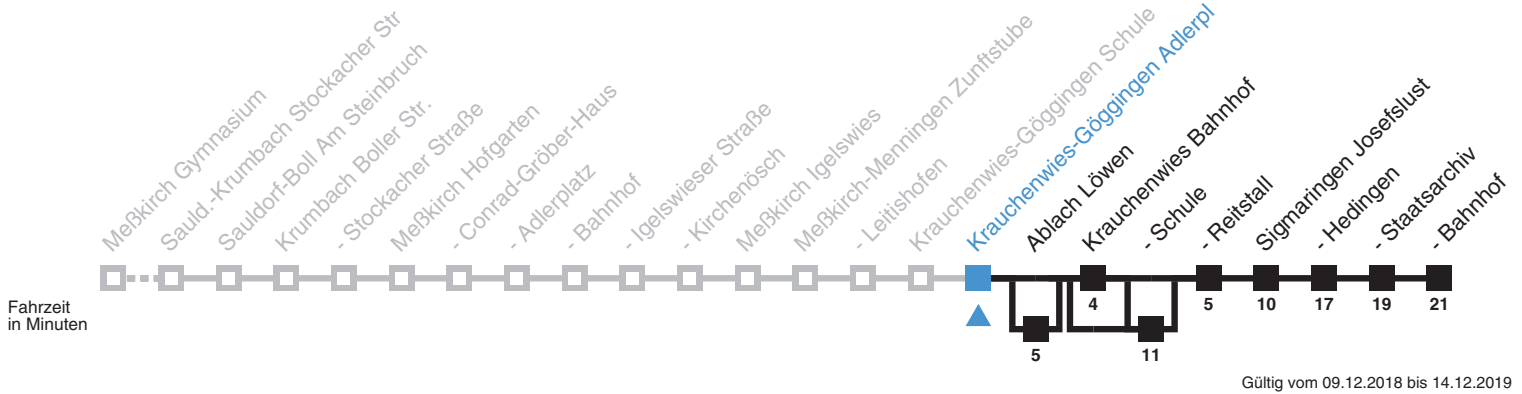 Meßkirch Gymnasium
Sauld.-Krumbach Stockacher Str
Sauldorf-Boll Am Steinbruch
Krumbach Boller Str.
- Stockacher Straße
Meßkirch Hofgarten
- Conrad-Gröber-Haus
- Adlerplatz
- Bahnhof
- Igelswieser Straße
- Kirchenösch
Meßkirch Igelswies
Meßkirch-Menningen Zunftstube
- Leitishofen
Krauchenwies-Göggingen Schule
Krauchenwies-Göggingen Adlerpl
Ablach Löwen
Krauchenwies Bahnhof
- Schule
- Reitstall
Sigmaringen Josefslust
- Hedingen
- Staatsarchiv
- Bahnhof
Fahrzeit
in Minuten
4
5
10
17
19
21
5
11
Gültig vom 09.12.2018 bis 14.12.2019